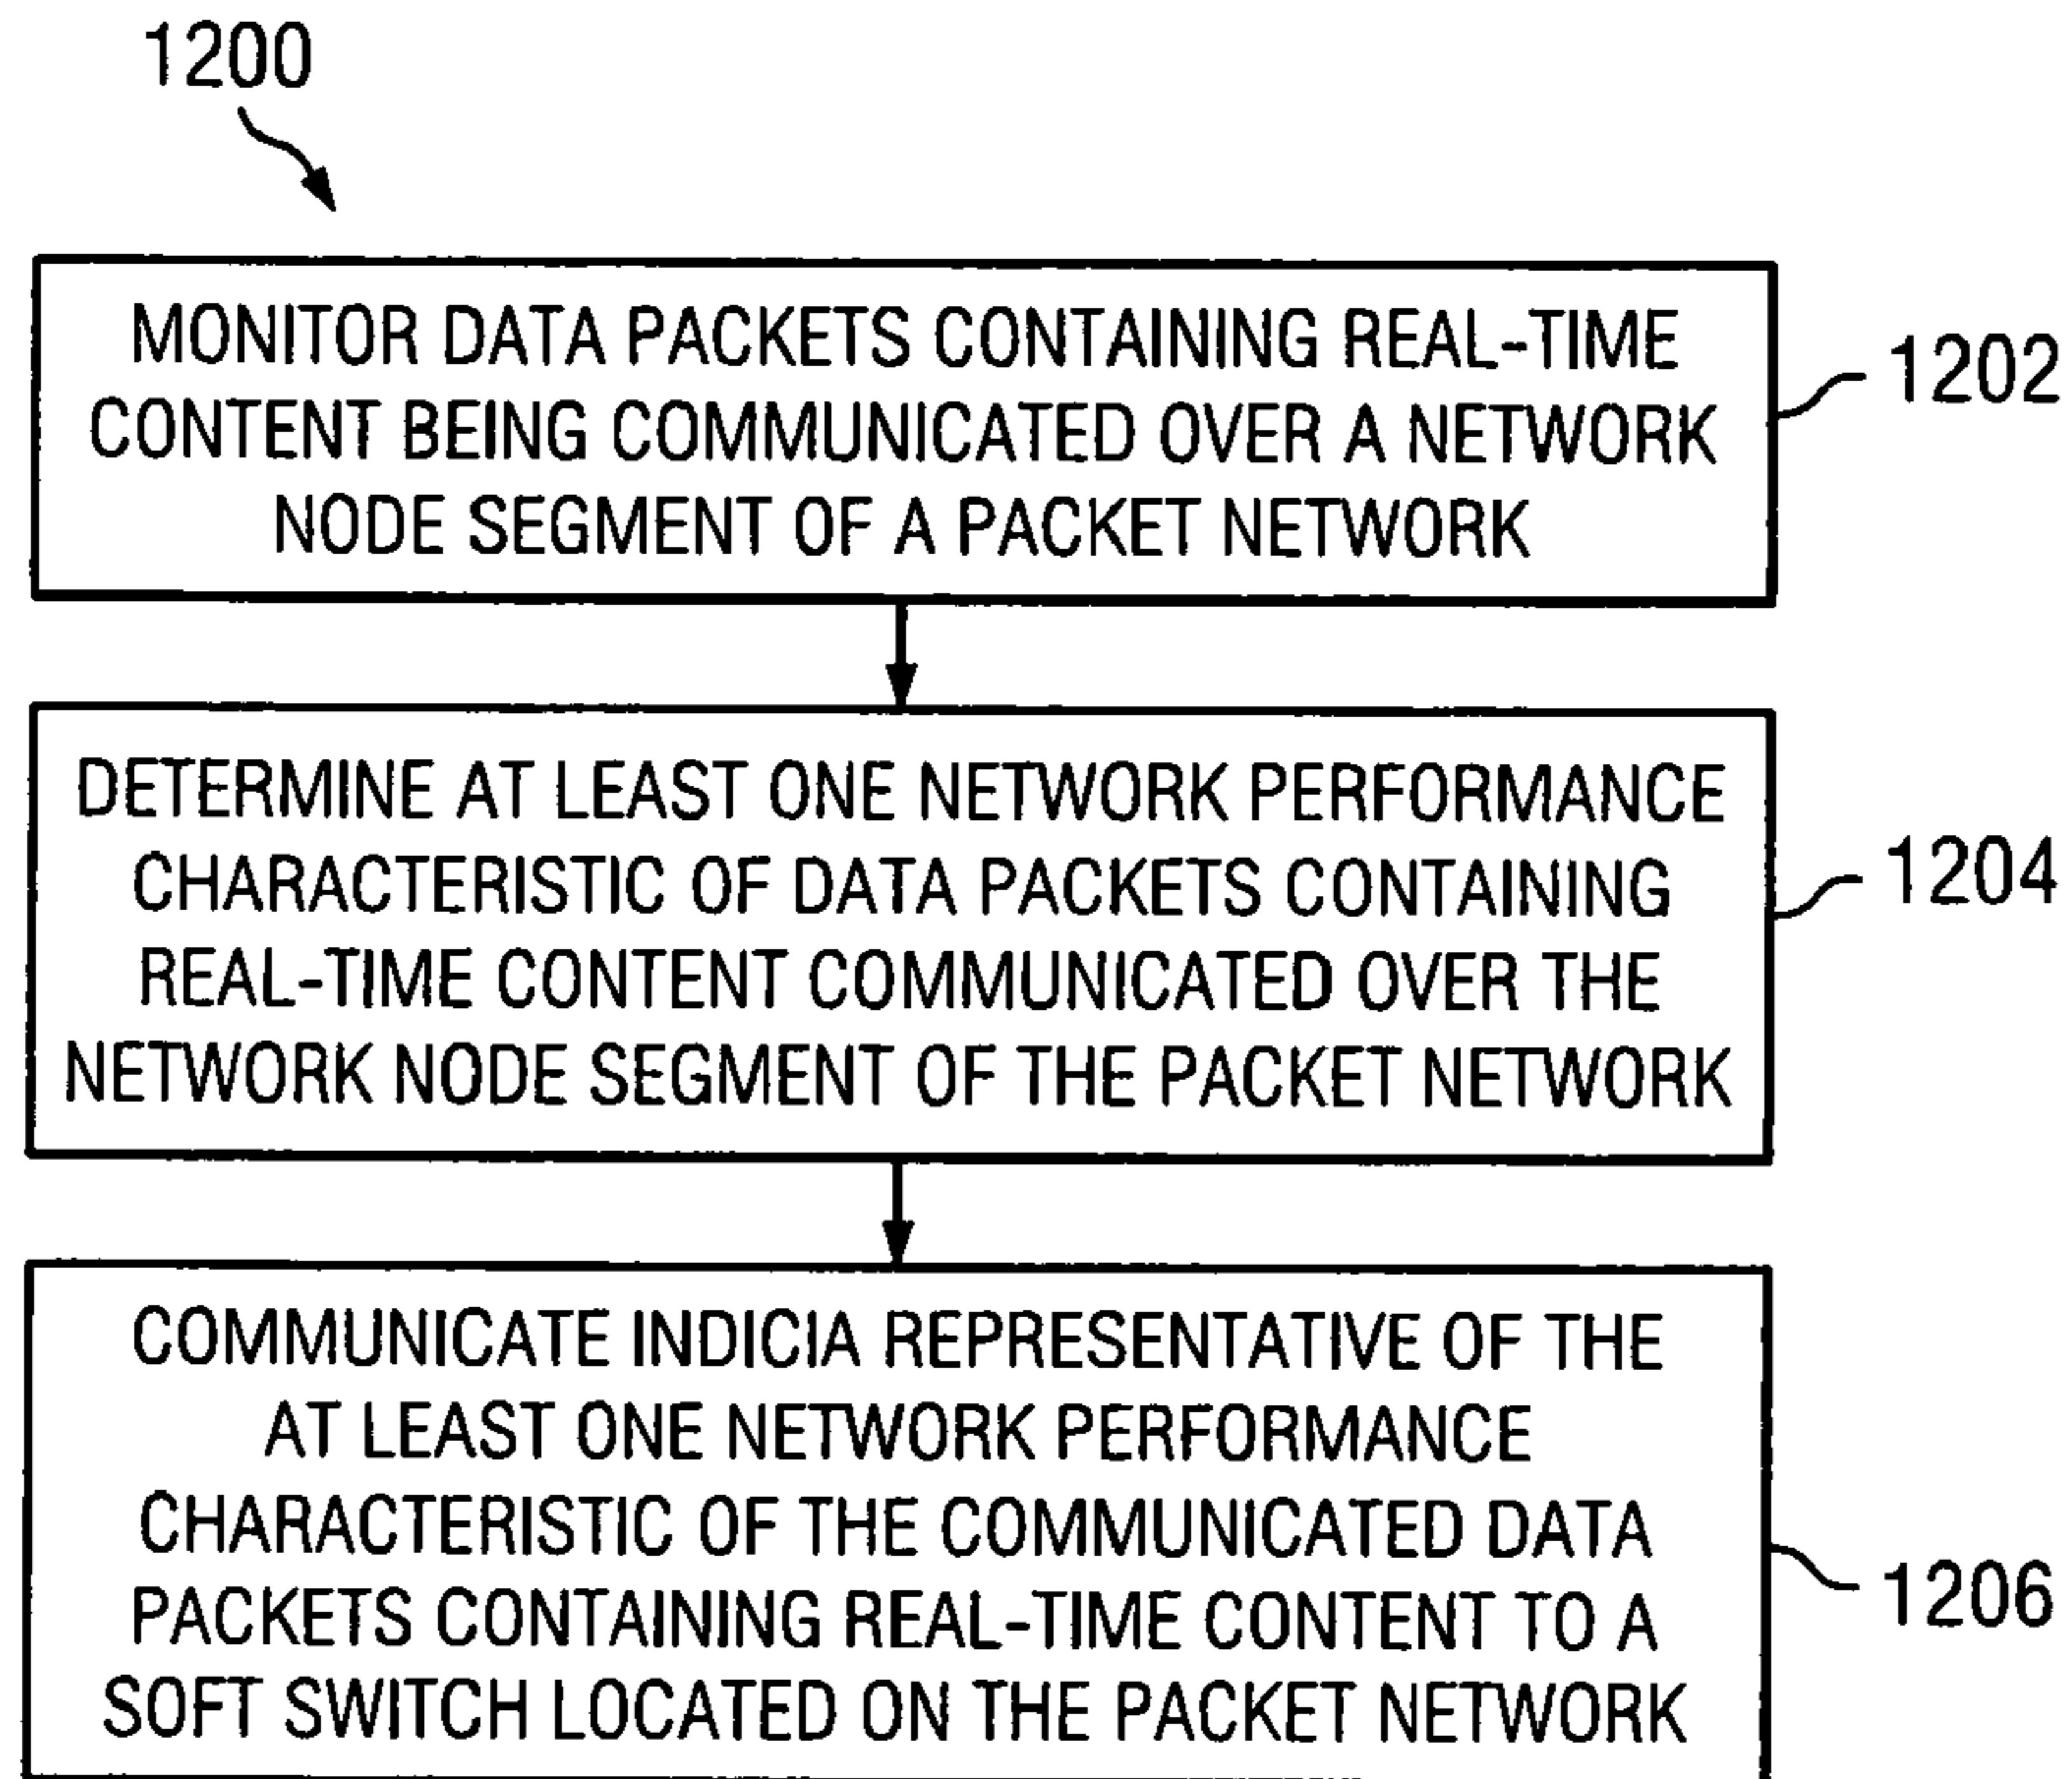 1200
MONITOR DATA PACKETS CONTAINING REAL-TIME
CONTENT BEING COMMUNICATED OVER A NETWORK
NODE SEGMENT OF A PACKET NETWORK
1202
DETERMINE AT LEAST ONE NETWORK PERFORMANCE
CHARACTERISTIC OF DATA PACKETS CONTAINING
REAL-TIME CONTENT COMMUNICATED OVER THE
NETWORK NODE SEGMENT OF THE PACKET NETWORK
1204
COMMUNICATE INDICIA REPRESENTATIVE OF THE
AT LEAST ONE NETWORK PERFORMANCE
CHARACTERISTIC OF THE COMMUNICATED DATA
PACKETS CONTAINING REAL-TIME CONTENT TO A
SOFT SWITCH LOCATED ON THE PACKET NETWORK
1206